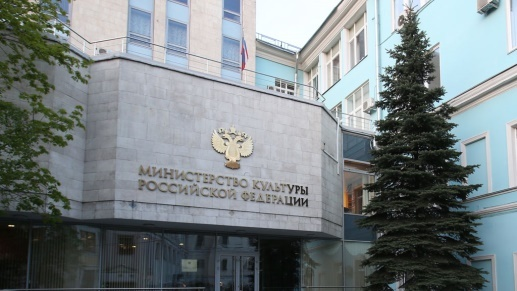 МИНИСТЕРСТВО КУЛЬТУРЫ
РОССИЙСКОЙ ФЕДЕРАЦИИ